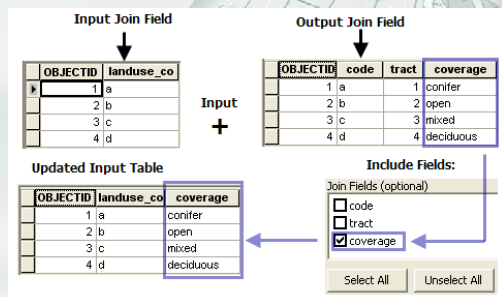 Input Join Field
Output Join Field
OBJECTID landuse_co
1 a
2 b
3 c
4 d
Input
+
OBJECTID code tract coverage
1 a 1 conifer
2 b 2 open
3 c 3 mixed
4 d 4 deciduous
Updated Input Table
OBJECTID landuse_co coverage
1 a conifer
2 b open
3 c mixed
4 d deciduous
Include Fields:
Join Fields (optional)
code
tract
coverage
Select All Unselect All